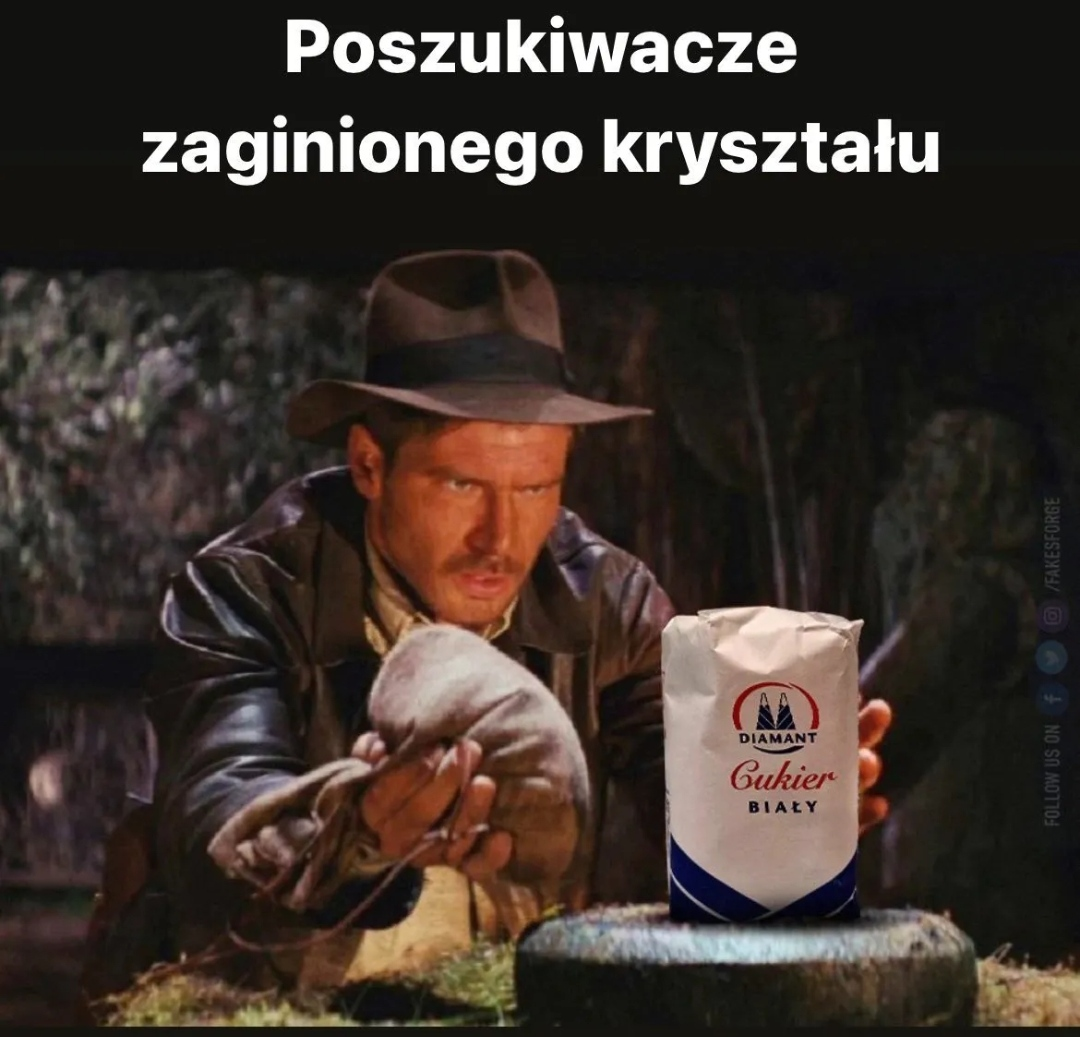 Poszukiwacze
zaginionego kryształu
DIAMANT
Cukier
BIAŁY
FOLLOW US ON /FAKESFORGE